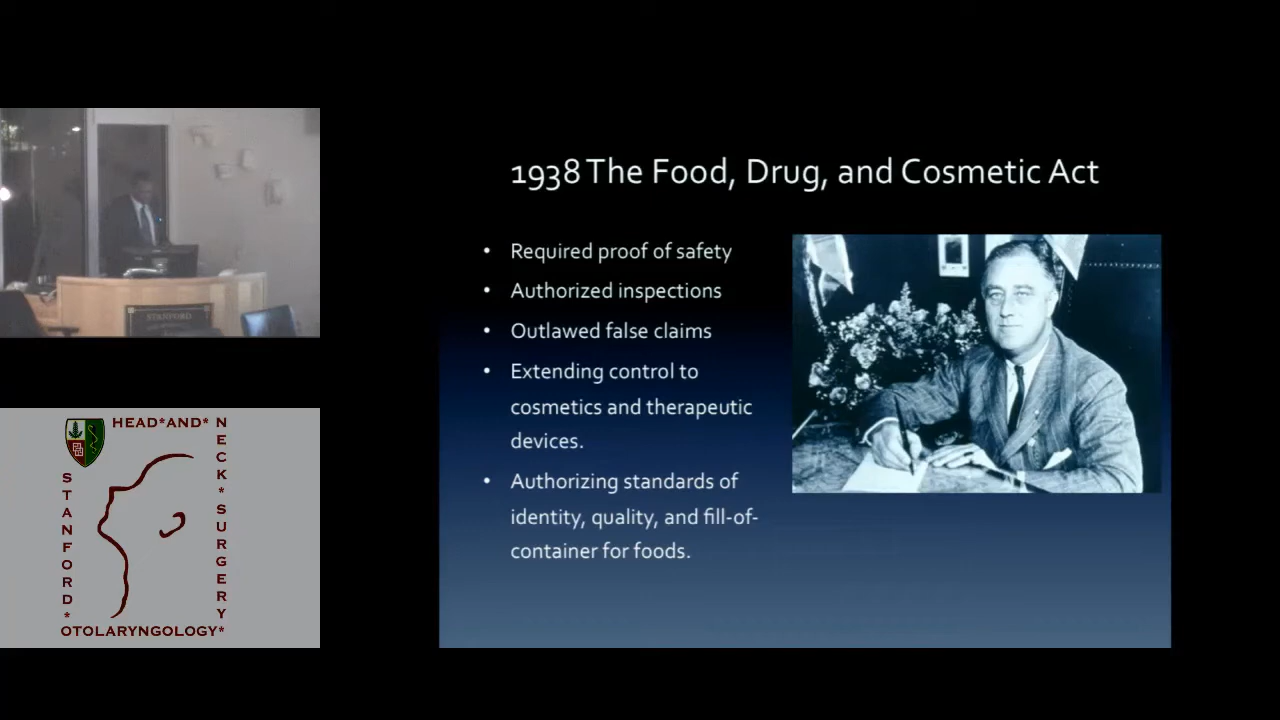 1938 The Food, Drug, and Cosmetic Act
• Required proof of safety
• Authorized inspections
• Outlawed false claims
• Extending control to
cosmetics and therapeutic
devices.
• Authorizing standards of
identity, quality, and fill-of-
container for foods.
STANFORD
HEAD*AND*
NECK*SURGERY*
STANFORD*
OTOLARYNGOLOGY*